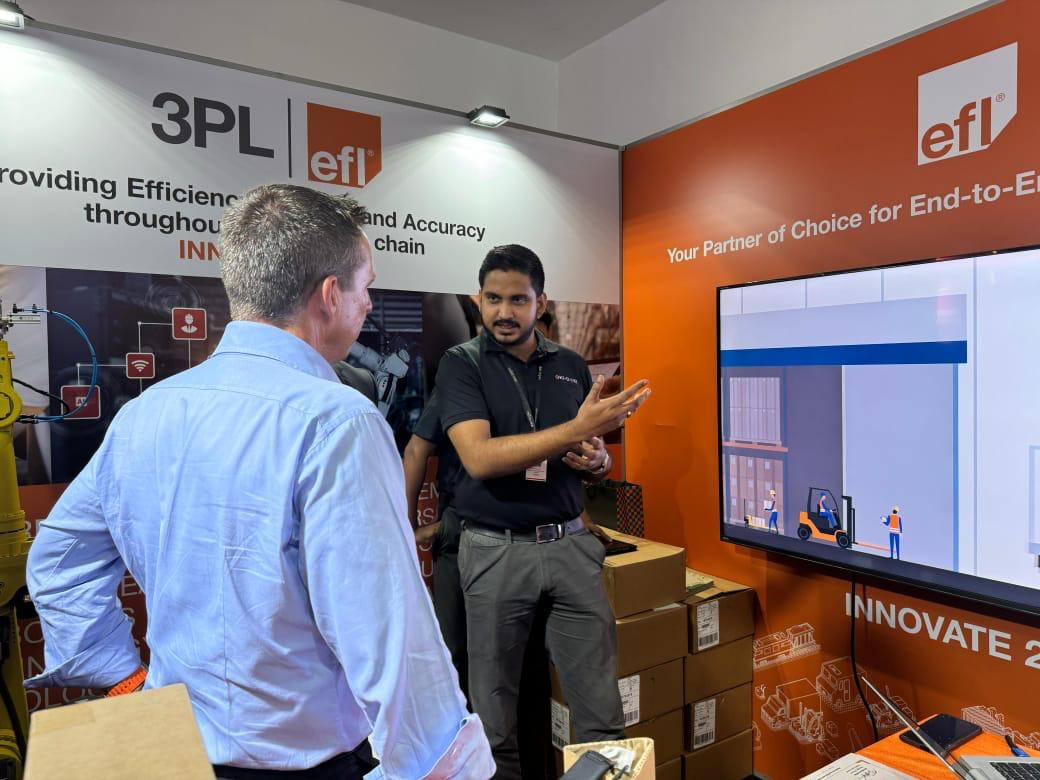 3PL
efl®
roviding Efficienc
and Accuracy
throughou
chain
INN
efl®
Your Partner of Choice for End-to-En
INNOVATE 2